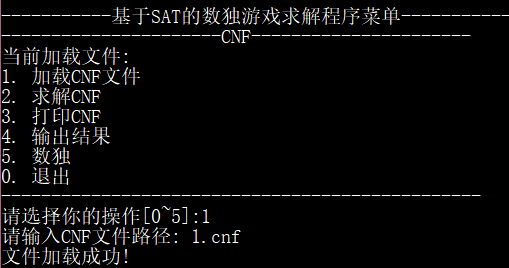 -----------基于SAT的数独游戏求解程序菜单-----------
----------------------CNF----------------------
当前加载文件:
1. 加载CNF文件
2. 求解CNF
3. 打印CNF
4. 输出结果
5. 数独
0. 退出
------------------------------------------------
请选择你的操作[0~5]:1
请输入CNF文件路径: 1.cnf
文件加载成功!